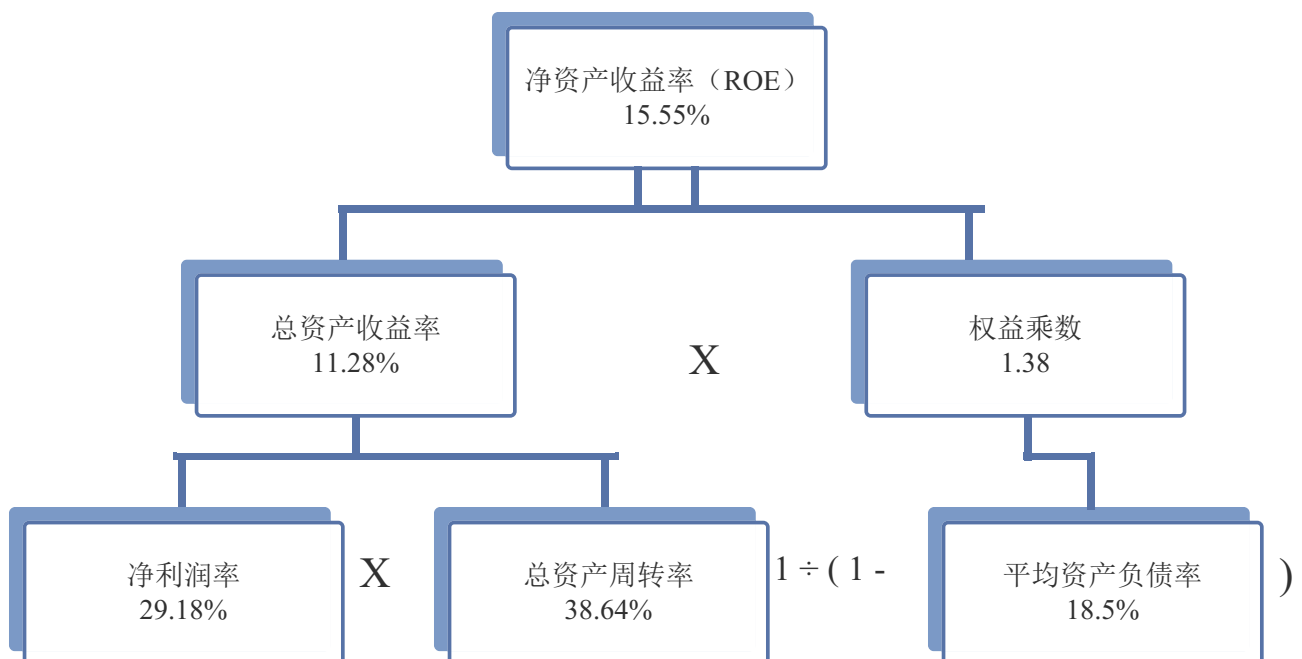 净资产收益率（ROE）
15.55%
总资产收益率
11.28%
X
权益乘数
1.38
净利润率
29.18%
X
总资产周转率
38.64%
1 ÷ ( 1 -
平均资产负债率
18.5%
)